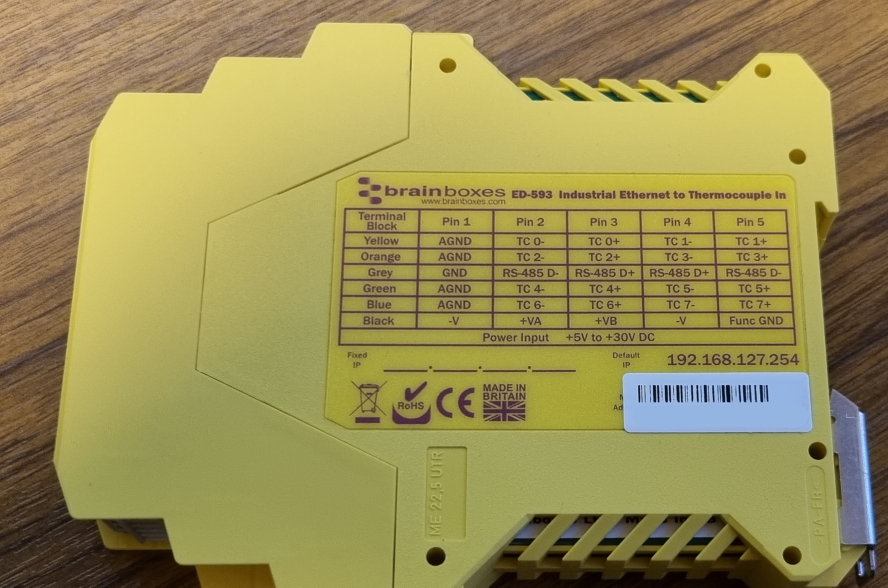 brainboxes ED-593 Industrial Ethernet to Thermocouple In
www.brainboxes.com
Terminal Block Pin 1 Pin 2 Pin 3 Pin 4 Pin 5
Yellow AGND TC 0- TC 0+ TC 1- TC 1+
Orange AGND TC 2- TC 2+ TC 3- TC 3+
Grey GND RS-485 D- RS-485 D+ RS-485 D+ RS-485 D-
Green AGND TC 4- TC 4+ TC 5- TC 5+
Blue AGND TC 6- TC 6+ TC 7- TC 7+
Black -V +VA +VB -V Func GND
Power Input +5V to +30V DC
Fixed IP
Default IP 192.168.127.254
RoHS
CE
MADE IN
BRITAIN
ME 22,5 UTR